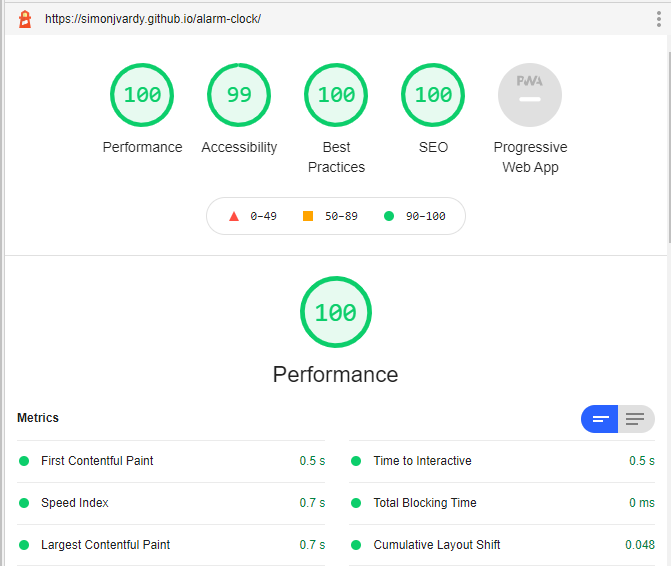 https://simonjvardy.github.io/alarm-clock/
100 99 100 100 PWA
Performance Accessibility Best Practices SEO Progressive Web App
0–49 50–89 90–100
100
Performance
Metrics
First Contentful Paint 0.5 s
Time to Interactive 0.5 s
Speed Index 0.7 s
Total Blocking Time 0 ms
Largest Contentful Paint 0.7 s
Cumulative Layout Shift 0.048